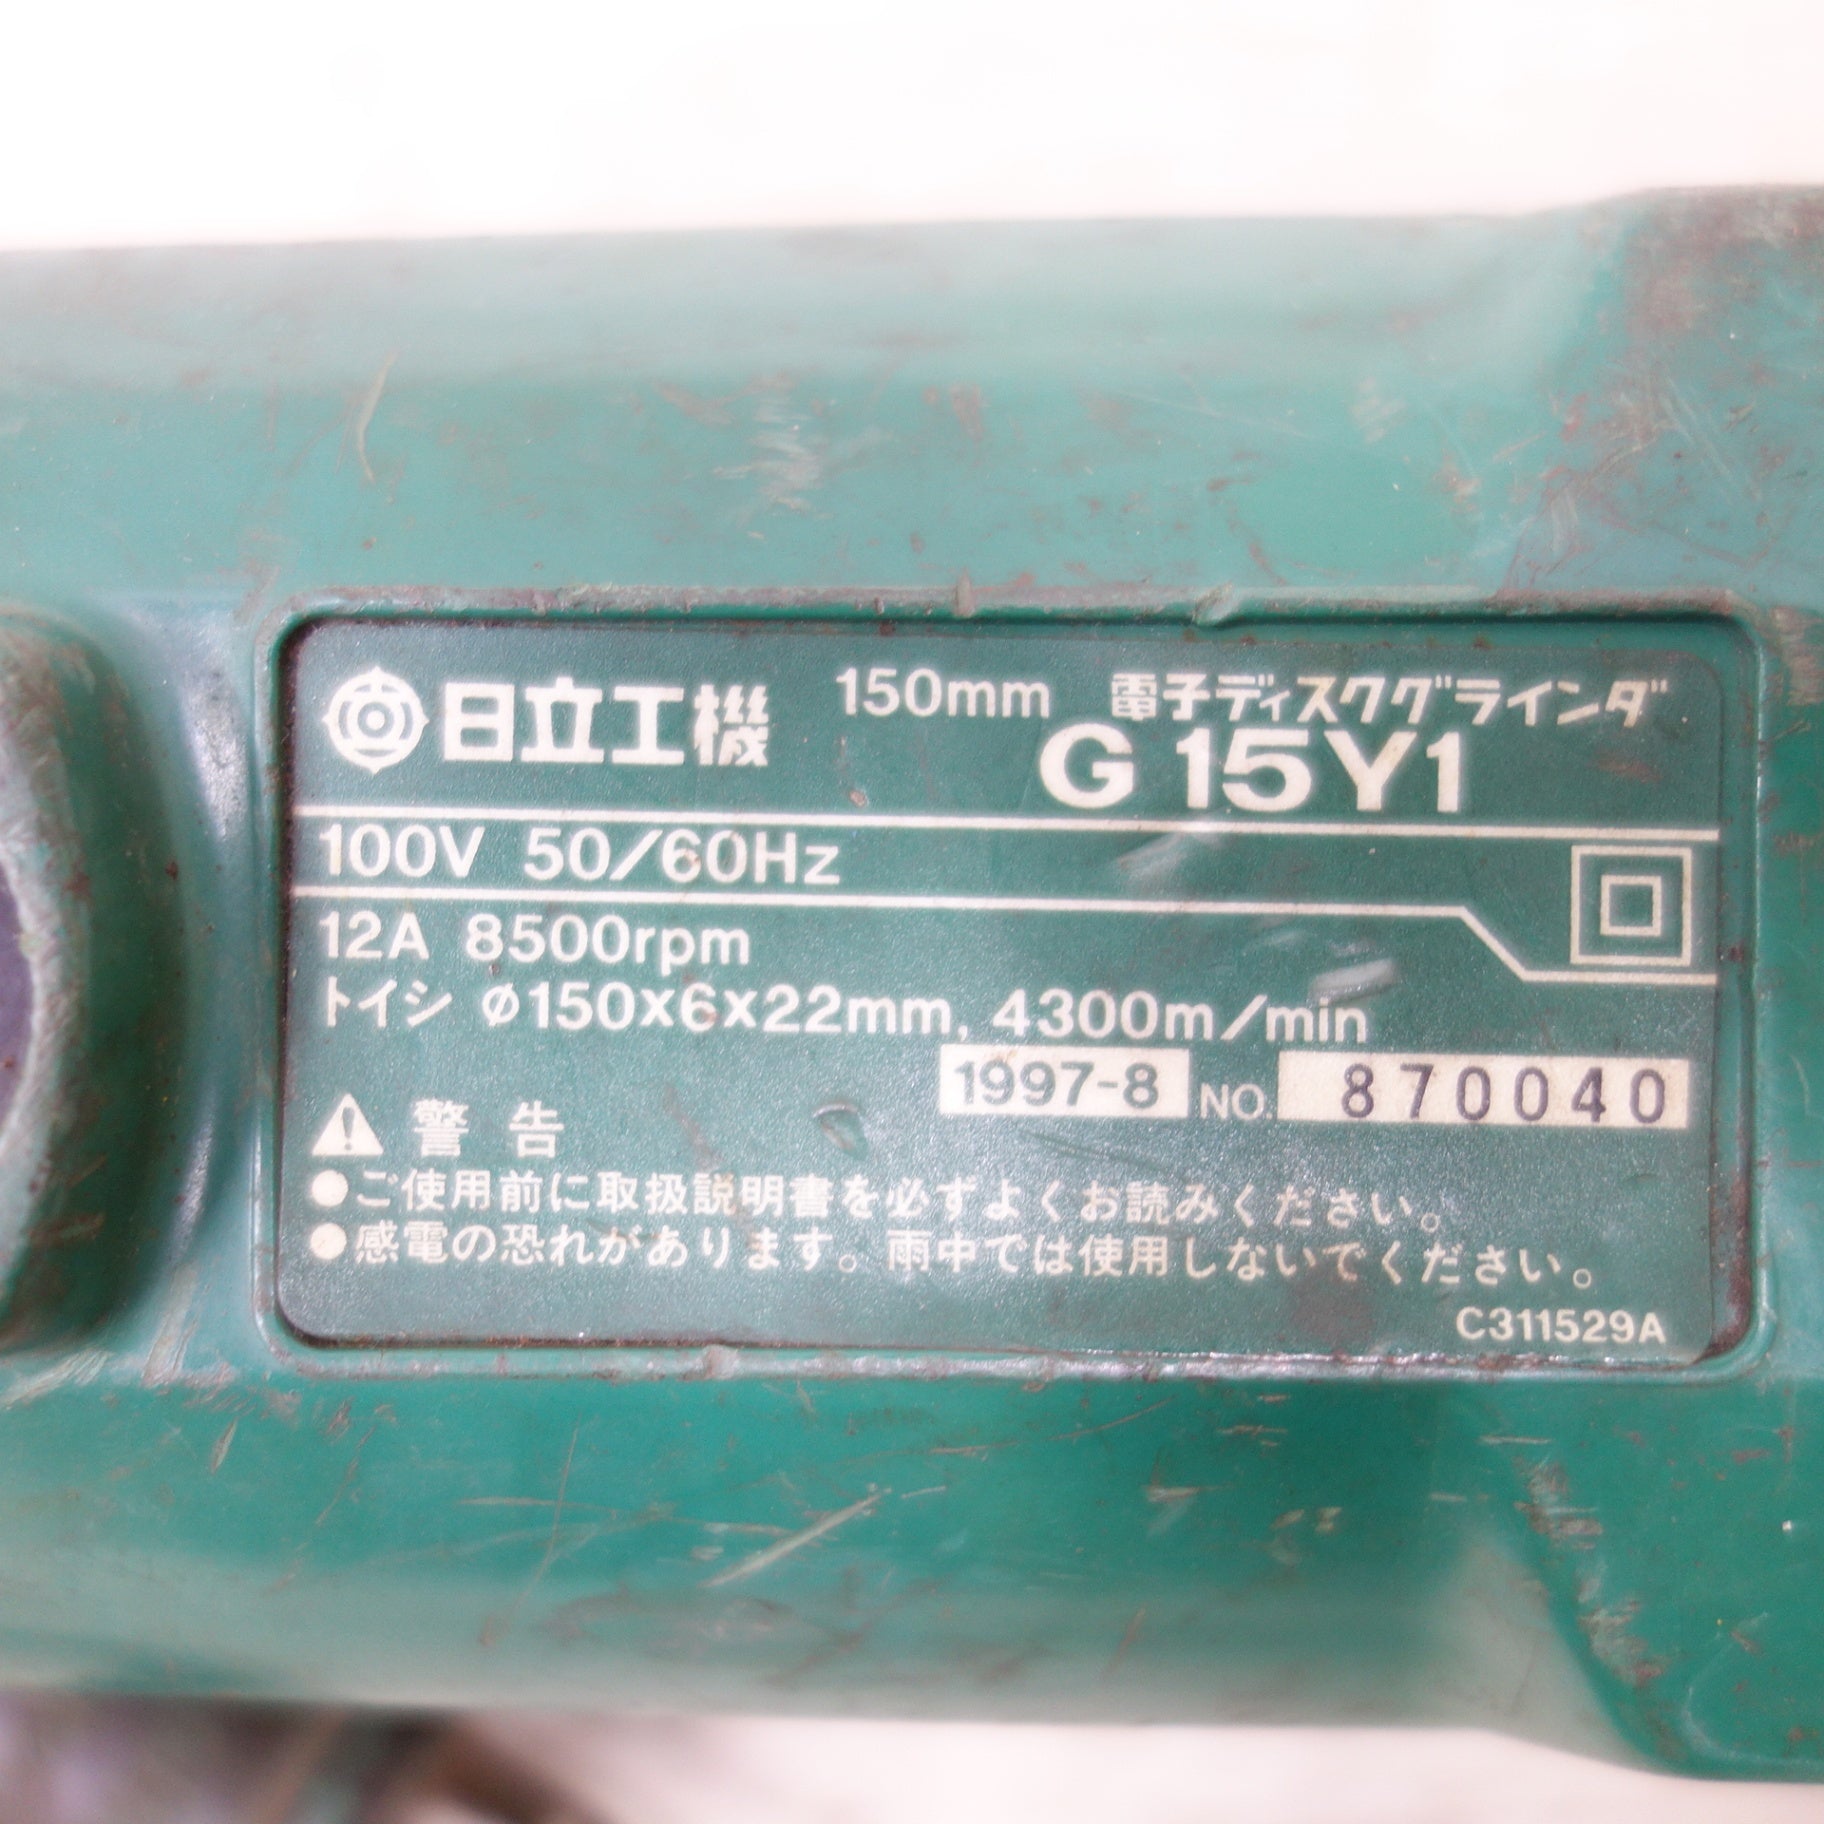 日立工機 150mm 電子ディスクグラインダ
G 15Y1
100V 50/60Hz
12A 8500rpm
トイシ φ150x6x22mm, 4300m/min
1997-8 NO. 870040
警告
●ご使用前に取扱説明書を必ずよくお読みください。
●感電の恐れがあります。雨中では使用しないでください。
C311529A